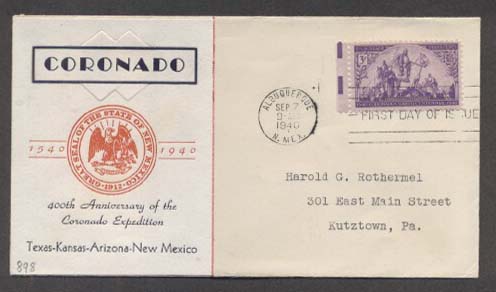 CORONADO
GREAT SEAL OF THE STATE OF NEW MEXICO
·1912·
1540 1940
400th Anniversary of the
Coronado Expedition
Texas-Kansas-Arizona-New Mexico
898
ALBUQUERQUE
SEP 7
1940
N. MEX.
3¢
FIRST DAY OF ISSUE
Harold G. Rothermel
301 East Main Street
Kutztown, Pa.